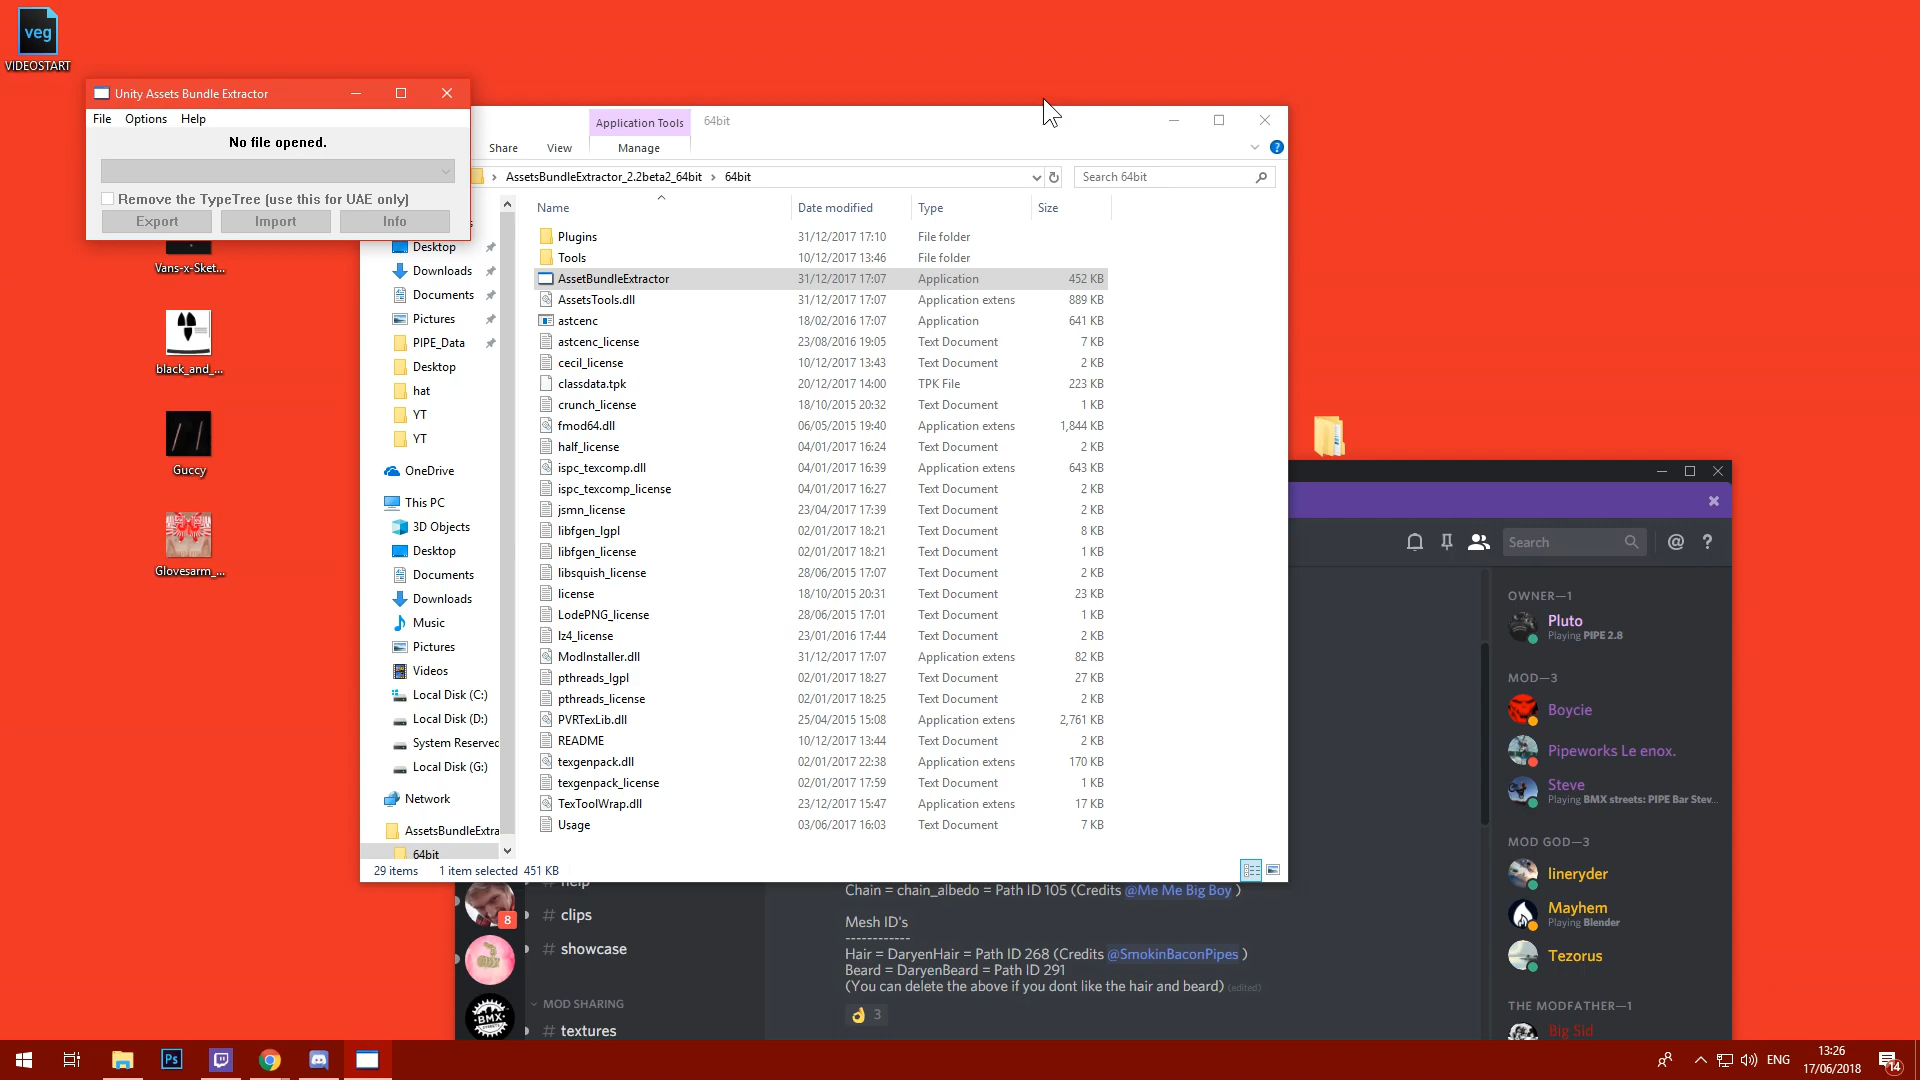 veg
VIDEOSTART
Unity Assets Bundle Extractor
File Options Help
No file opened.
Remove the TypeTree (use this for UAE only)
Export Import Info
Vans-x-Sket...
black_and_...
Guccy
Glovesarm_...
Application Tools 64bit
Share View Manage
AssetsBundleExtractor_2.2beta2_64bit > 64bit
Search 64bit
Name Date modified Type Size
Plugins 31/12/2017 17:10 File folder
Tools 10/12/2017 13:46 File folder
AssetBundleExtractor 31/12/2017 17:07 Application 452 KB
AssetsTools.dll 31/12/2017 17:07 Application extens 889 KB
astcenc 18/02/2016 17:07 Application 641 KB
astcenc_license 23/08/2016 19:05 Text Document 7 KB
cecil_license 10/12/2017 13:43 Text Document 2 KB
classdata.tpk 20/12/2017 14:00 TPK File 223 KB
crunch_license 18/10/2015 20:32 Text Document 1 KB
fmod64.dll 06/05/2015 19:40 Application extens 1,844 KB
half_license 04/01/2017 16:24 Text Document 2 KB
ispc_texcomp.dll 04/01/2017 16:39 Application extens 643 KB
ispc_texcomp_license 04/01/2017 16:27 Text Document 2 KB
jsmn_license 23/04/2017 17:39 Text Document 2 KB
libfgen_lgpl 02/01/2017 18:21 Text Document 8 KB
libfgen_license 02/01/2017 18:21 Text Document 1 KB
libsquish_license 28/06/2015 17:07 Text Document 2 KB
license 18/10/2015 20:31 Text Document 23 KB
LodePNG_license 28/06/2015 17:01 Text Document 1 KB
lz4_license 23/01/2016 17:44 Text Document 2 KB
ModInstaller.dll 31/12/2017 17:07 Application extens 82 KB
pthreads_lgpl 02/01/2017 18:27 Text Document 27 KB
pthreads_license 02/01/2017 18:25 Text Document 2 KB
PVRTexLib.dll 25/04/2015 15:08 Application extens 2,761 KB
README 10/12/2017 13:44 Text Document 2 KB
texgenpack.dll 02/01/2017 22:38 Application extens 170 KB
texgenpack_license 02/01/2017 17:59 Text Document 1 KB
TexToolWrap.dll 23/12/2017 15:47 Application extens 17 KB
Usage 03/06/2017 16:03 Text Document 7 KB
Desktop
Downloads
Documents
Pictures
PIPE_Data
Desktop
hat
YT
YT
OneDrive
This PC
3D Objects
Desktop
Documents
Downloads
Music
Pictures
Videos
Local Disk (C:)
Local Disk (D:)
System Reserved
Local Disk (G:)
Network
AssetsBundleExtra
64bit
29 items 1 item selected 451 KB
Search
OWNER—1
Pluto
Playing PIPE 2.8
MOD—3
Boycie
Pipeworks Le enox.
Steve
Playing BMX streets: PIPE Bar Stev...
MOD GOD—3
lineryder
Mayhem
Playing Blender
Tezorus
THE MODFATHER—1
Big Sid
8
# help
# clips
# showcase
MOD SHARING
# textures
BMX
Chain = chain_albedo = Path ID 105 (Credits @Me Me Big Boy )
Mesh ID's
------------
Hair = DaryenHair = Path ID 268 (Credits @SmokinBaconPipes )
Beard = DaryenBeard = Path ID 291
(You can delete the above if you dont like the hair and beard) (edited)
3
Ps
ENG
13:26
17/06/2018
14